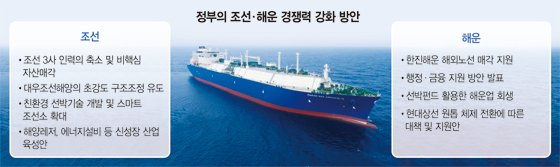 정부의 조선·해운 경쟁력 강화 방안
조선
• 조선 3사 인력의 축소 및 비핵심
자산매각
• 대우조선해양의 초강도 구조조정 유도
• 친환경 선박기술 개발 및 스마트
조선소 확대
• 해양레저, 에너지설비 등 신성장 산업
육성안
해운
• 한진해운 해외노선 매각 지원
• 행정·금융 지원 방안 발표
• 선박펀드 활용한 해운업 회생
• 현대상선 원톱 체제 전환에 따른
대책 및 지원안